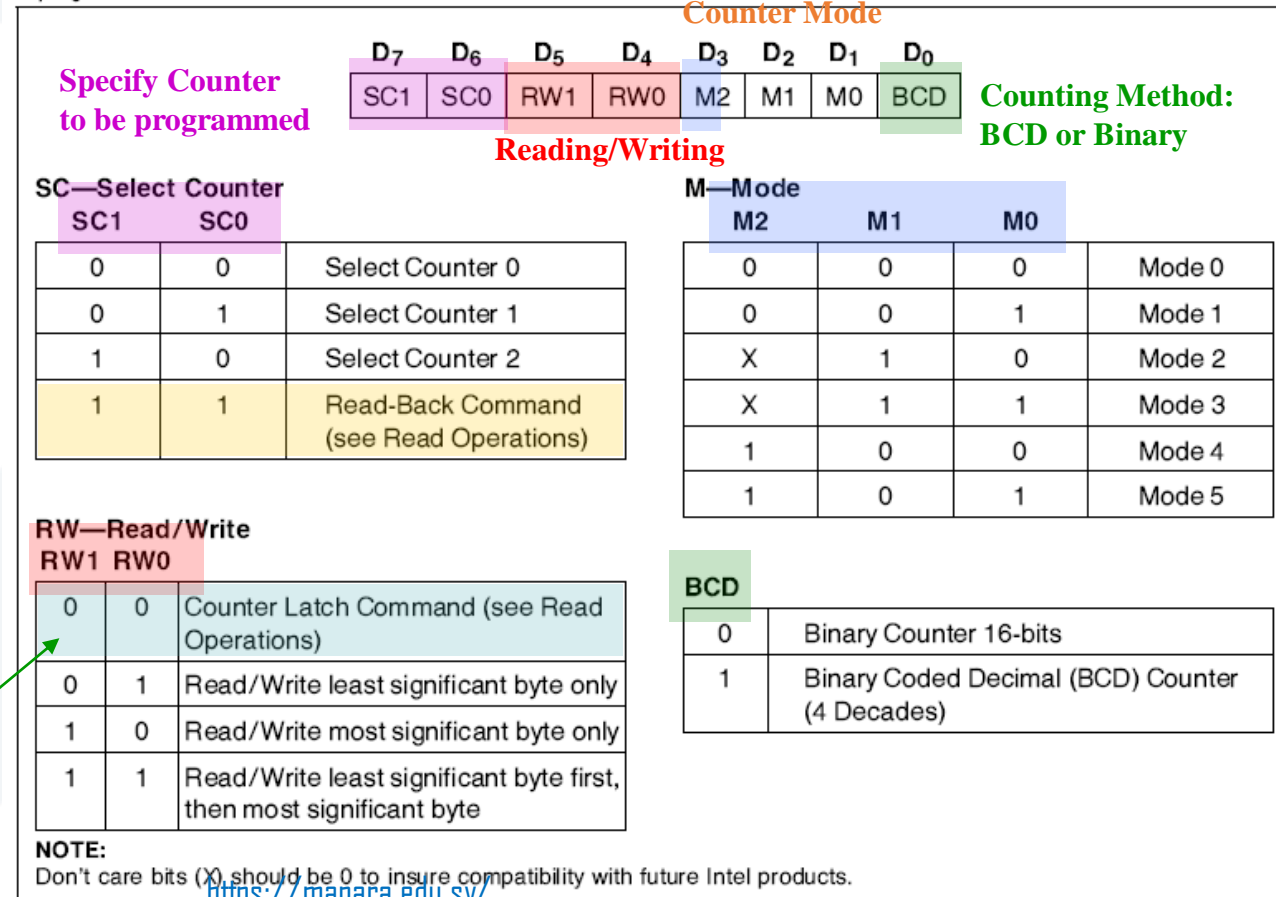 Counter Mode
D7 D6 D5 D4 D3 D2 D1 D0
Specify Counter
to be programmed
SC1 SC0 RW1 RW0 M2 M1 M0 BCD
Counting Method:
BCD or Binary
Reading/Writing
SC—Select Counter
SC1 SC0
0 0 Select Counter 0
0 1 Select Counter 1
1 0 Select Counter 2
1 1 Read-Back Command
(see Read Operations)
M—Mode
M2 M1 M0
0 0 0 Mode 0
0 0 1 Mode 1
X 1 0 Mode 2
X 1 1 Mode 3
1 0 0 Mode 4
1 0 1 Mode 5
RW—Read/Write
RW1 RW0
0 0 Counter Latch Command (see Read
Operations)
0 1 Read/Write least significant byte only
1 0 Read/Write most significant byte only
1 1 Read/Write least significant byte first,
then most significant byte
BCD
0 Binary Counter 16-bits
1 Binary Coded Decimal (BCD) Counter
(4 Decades)
NOTE:
Don't care bits (X) should be 0 to insure compatibility with future Intel products.
https://manara.edu.sy/